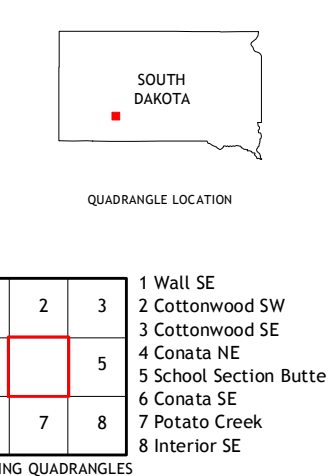 SOUTH
DAKOTA
QUADRANGLE LOCATION
2 3
5
7 8
1 Wall SE
2 Cottonwood SW
3 Cottonwood SE
4 Conata NE
5 School Section Butte
6 Conata SE
7 Potato Creek
8 Interior SE
QUADRANGLES